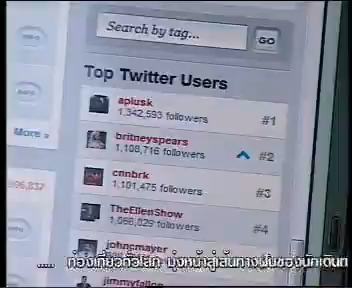 Search by tag...
GO
Top Twitter Users
aplusk
1,342,593 followers
#1
britneyspears
1,108,716 followers
#2
cnnbrk
1,101,475 followers
#3
TheEllenShow
1,066,029 followers
#4
More »
johncmayer
followers
jimmyfallon
..... ท่องเที่ยวทั่วโลก มุ่งหน้าสู่เส้นทางฝันของนักเดินท